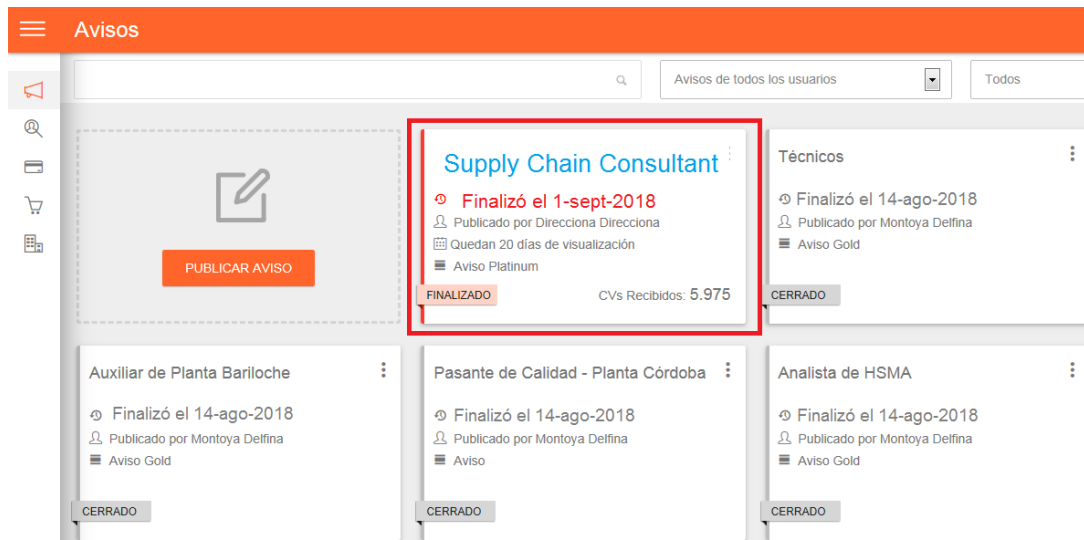 Avisos
Avisos de todos los usuarios
Todos
PUBLICAR AVISO
Supply Chain Consultant
Finalizó el 1-sept-2018
Publicado por Direcciona Direcciona
Quedan 20 días de visualización
Aviso Platinum
FINALIZADO
CVs Recibidos: 5.975
Técnicos
Finalizó el 14-ago-2018
Publicado por Montoya Delfina
Aviso Gold
CERRADO
Auxiliar de Planta Bariloche
Finalizó el 14-ago-2018
Publicado por Montoya Delfina
Aviso Gold
CERRADO
Pasante de Calidad - Planta Córdoba
Finalizó el 14-ago-2018
Publicado por Montoya Delfina
Aviso
CERRADO
Analista de HSMA
Finalizó el 14-ago-2018
Publicado por Montoya Delfina
Aviso Gold
CERRADO